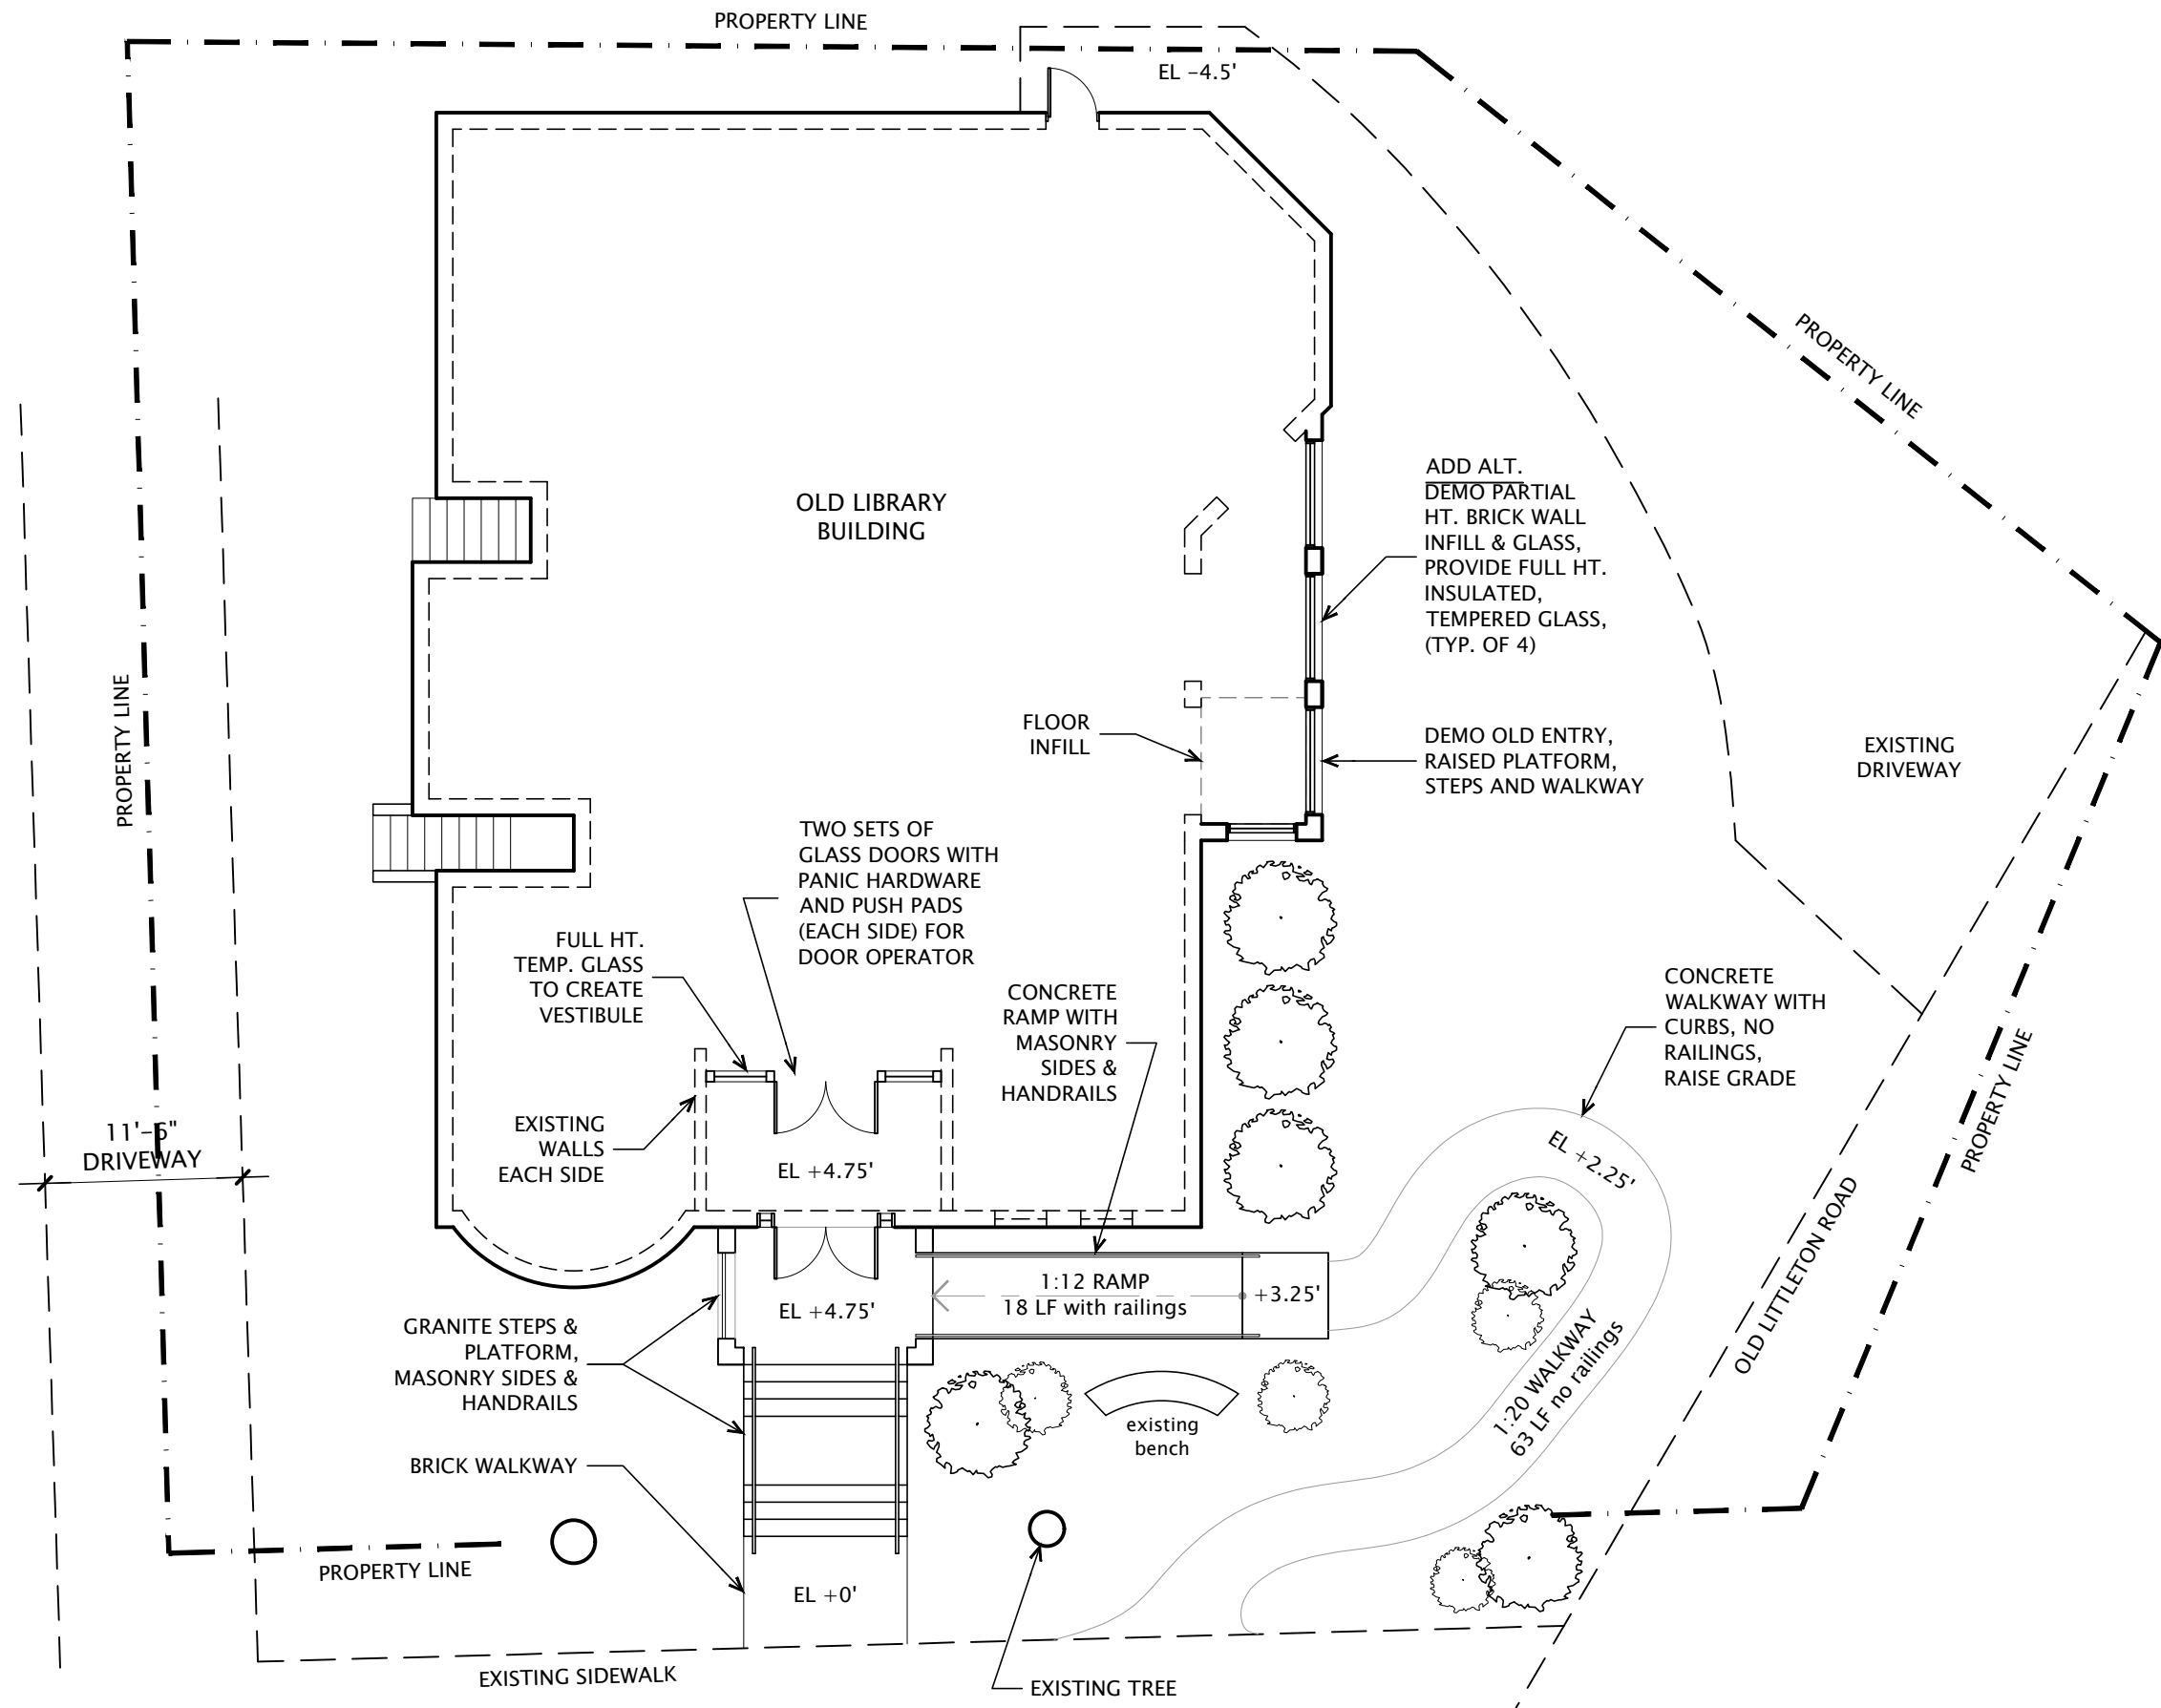 PROPERTY LINE
EL -4.5'
PROPERTY LINE
ADD ALT.
DEMO PARTIAL
HT. BRICK WALL
INFILL & GLASS,
PROVIDE FULL HT.
INSULATED,
TEMPERED GLASS,
(TYP. OF 4)
OLD LIBRARY
BUILDING
PROPERTY LINE
FLOOR
INFILL
DEMO OLD ENTRY,
RAISED PLATFORM,
STEPS AND WALKWAY
EXISTING
DRIVEWAY
TWO SETS OF
GLASS DOORS WITH
PANIC HARDWARE
AND PUSH PADS
(EACH SIDE) FOR
DOOR OPERATOR
FULL HT.
TEMP. GLASS
TO CREATE
VESTIBULE
CONCRETE
RAMP WITH
MASONRY
SIDES &
HANDRAILS
CONCRETE
WALKWAY WITH
CURBS, NO
RAILINGS,
RAISE GRADE
PROPERTY LINE
11'-6"
DRIVEWAY
EXISTING
WALLS
EACH SIDE
EL +4.75'
EL +2.25'
OLD LITTLETON ROAD
1:12 RAMP
18 LF with railings
+3.25'
EL +4.75'
GRANITE STEPS &
PLATFORM,
MASONRY SIDES &
HANDRAILS
1:20 WALKWAY
63 LF no railings
existing
bench
BRICK WALKWAY
PROPERTY LINE
EL +0'
EXISTING SIDEWALK
EXISTING TREE